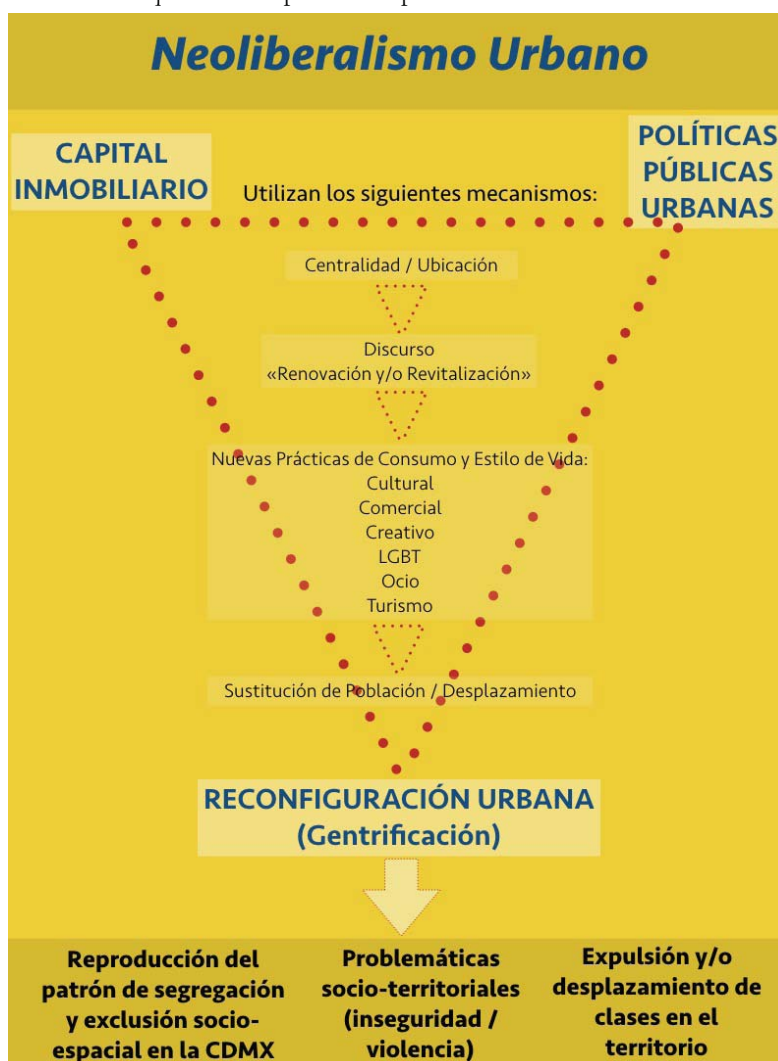 Neoliberalismo Urbano
CAPITAL
INMOBILIARIO
POLÍTICAS
PÚBLICAS
URBANAS
Utilizan los siguientes mecanismos:
Centralidad / Ubicación
Discurso
«Renovación y/o Revitalización»
Nuevas Prácticas de Consumo y Estilo de Vida:
Cultural
Comercial
Creativo
LGBT
Ocio
Turismo
Sustitución de Población / Desplazamiento
RECONFIGURACIÓN URBANA
(Gentrificación)
Reproducción del
patrón de segregación
y exclusión socio-
espacial en la CDMX
Problemáticas
socio-territoriales
(inseguridad /
violencia)
Expulsión y/o
desplazamiento de
clases en el
territorio